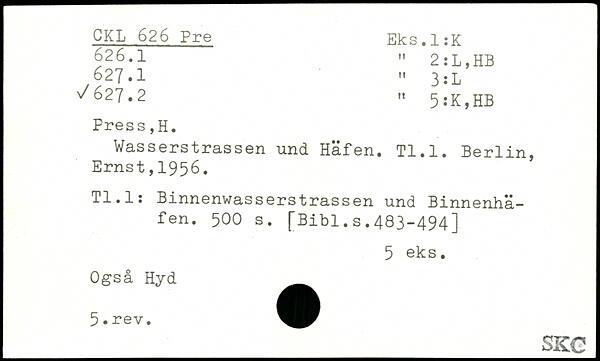 CKL 626 Pre Eks.1:K
626.1 " 2:L,HB
627.1 " 3:L
✓627.2 " 5:K,HB
Press,H.
Wasserstrassen und Häfen. Tl.1. Berlin,
Ernst,1956.
Tl.1: Binnenwasserstrassen und Binnenhä-
fen. 500 s. [Bibl.s.483-494]
5 eks.
Også Hyd
5.rev.
SKC